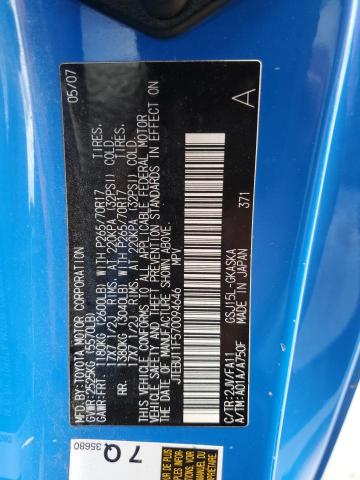 MFD.BY:TOYOTA MOTOR CORPORATION 05/07
GVWR:2525KG(5570LB)
GAWR:FRT. 1180KG(2600LB) WITH P265/70R17 TIRES,
17X7 1/2J RIMS, AT 220KPA (32PSI) COLD.
RR. 1380KG(3040LB) WITH P265/70R17 TIRES,
17X7 1/2J RIMS, AT 220KPA (32PSI) COLD.
THIS VEHICLE CONFORMS TO ALL APPLICABLE FEDERAL MOTOR
VEHICLE SAFETY AND THEFT PREVENTION STANDARDS IN EFFECT
ON THE DATE OF MANUFACTURE SHOWN ABOVE.
JTEBU11F570094646 MPV
C/TR:2JV/FA11 GSJ15L-GKASKA A
A/TM:A01A/A750F MADE IN JAPAN 371
35680
7Q